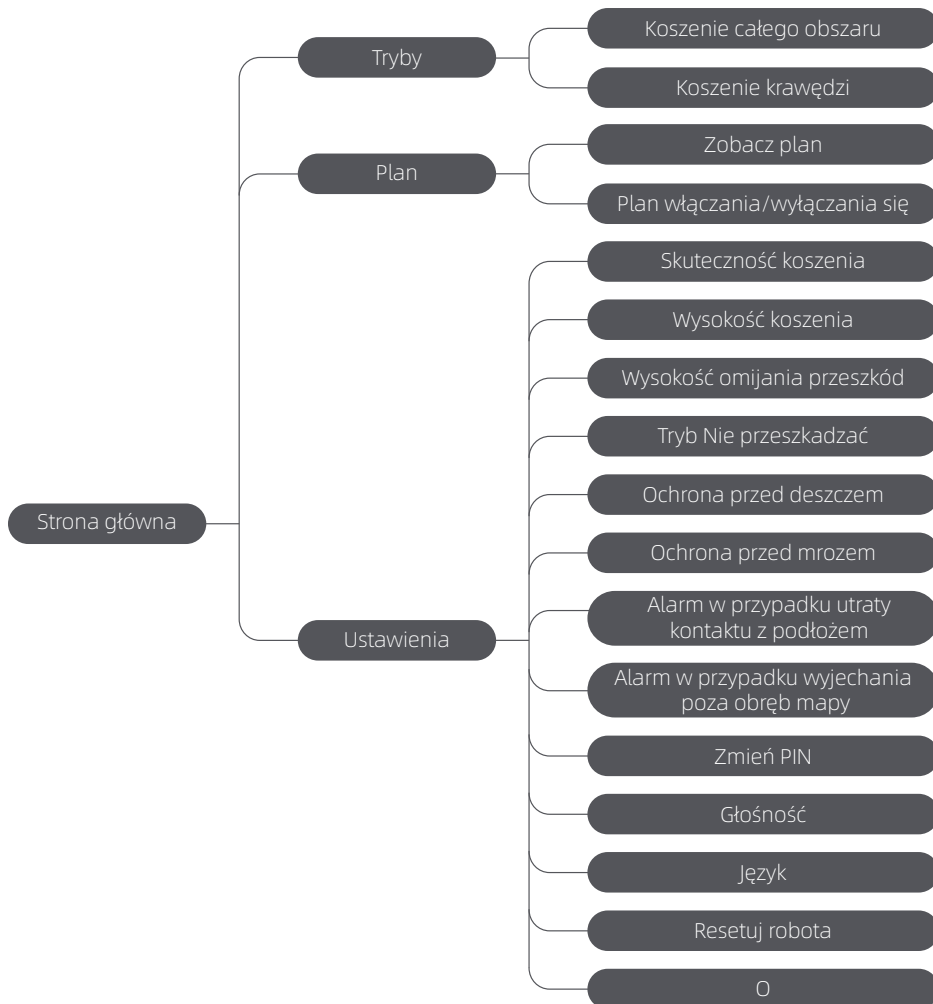 Strona główna
Tryby
Koszenie całego obszaru
Koszenie krawędzi
Plan
Zobacz plan
Plan włączania/wyłączania się
Ustawienia
Skuteczność koszenia
Wysokość koszenia
Wysokość omijania przeszkód
Tryb Nie przeszkadzać
Ochrona przed deszczem
Ochrona przed mrozem
Alarm w przypadku utraty
kontaktu z podłożem
Alarm w przypadku wyjechania
poza obręb mapy
Zmień PIN
Głośność
Język
Resetuj robota
O